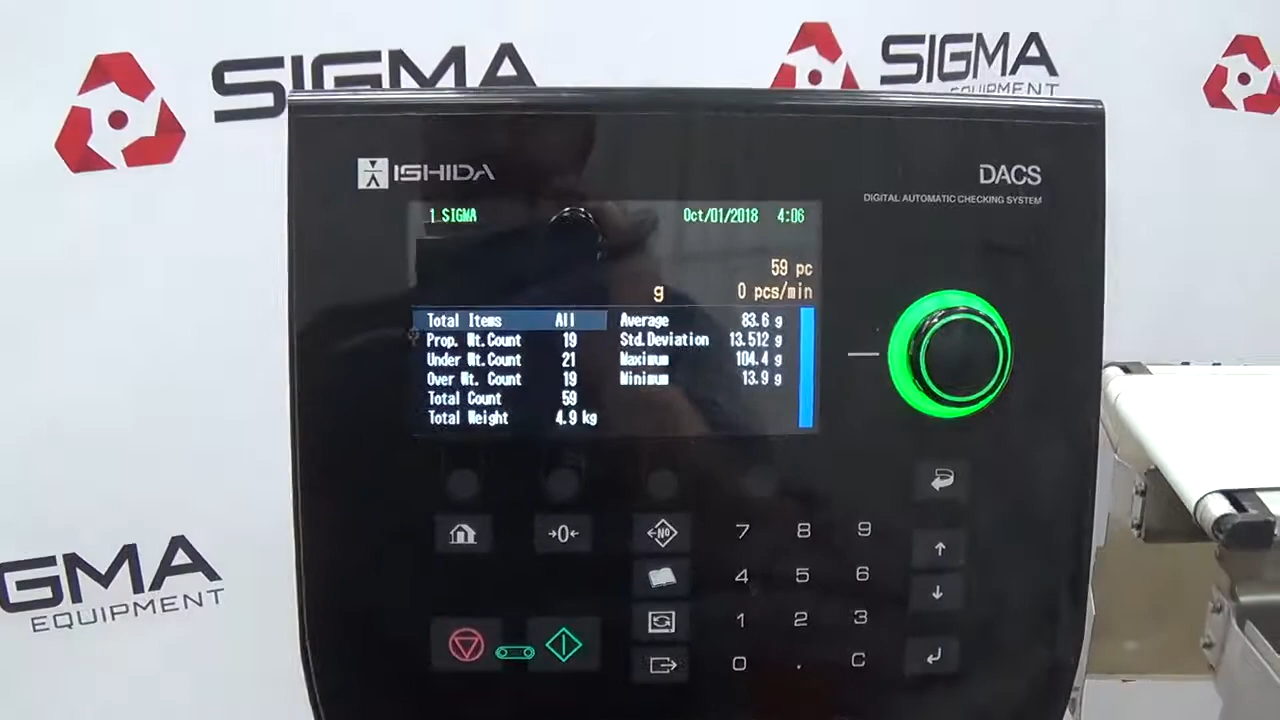 SIGMA
SIGMA
EQUIPMENT
ISHIDA
DACS
DIGITAL AUTOMATIC CHECKING SYSTEM
1 SIGMA Oct/01/2018 4:06
59 pc
g 0 pcs/min
Total Items All Average 83.6 g
Prop. Wt.Count 19 Std.Deviation 13.512 g
Under Wt.Count 21 Maximum 104.4 g
Over Wt. Count 19 Minimum 13.9 g
Total Count 59
Total Weight 4.9 kg
→0← ←NO 7 8 9
4 5 6
1 2 3
0 . C
IGMA
EQUIPMENT